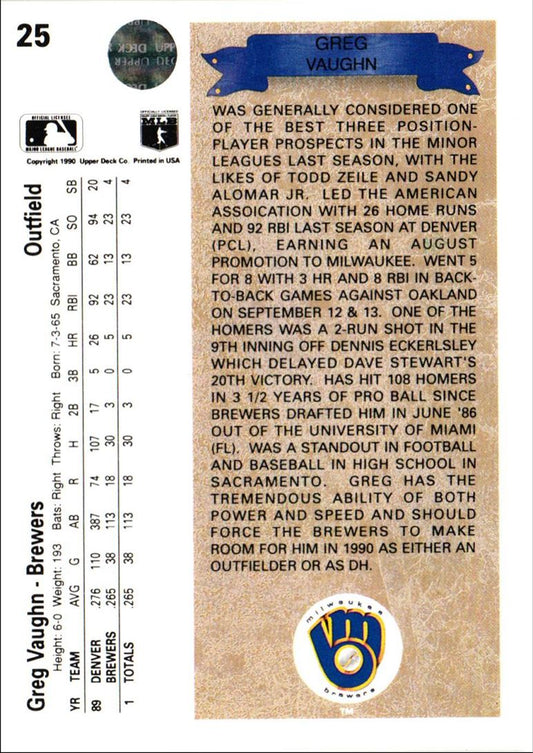 25
UPPER DECK
OFFICIAL LICENSEE
MAJOR LEAGUE BASEBALL
OFFICIALLY LICENSED
MLB
Copyright 1990 Upper Deck Co. Printed in USA
Greg Vaughn - Brewers Outfield
Height: 6-0 Weight: 193 Bats: Right Throws: Right Born: 7-3-65 Sacramento, CA
YR TEAM AVG G AB R H 2B 3B HR RBI BB SO SB
89 DENVER .276 110 387 74 107 17 5 26 92 62 94 20
BREWERS .265 38 113 18 30 3 0 5 23 13 23 4
1 TOTALS .265 38 113 18 30 3 0 5 23 13 23 4
GREG
VAUGHN
WAS GENERALLY CONSIDERED ONE
OF THE BEST THREE POSITION-
PLAYER PROSPECTS IN THE MINOR
LEAGUES LAST SEASON, WITH THE
LIKES OF TODD ZEILE AND SANDY
ALOMAR JR. LED THE AMERICAN
ASSOICATION WITH 26 HOME RUNS
AND 92 RBI LAST SEASON AT DENVER
(PCL), EARNING AN AUGUST
PROMOTION TO MILWAUKEE. WENT 5
FOR 8 WITH 3 HR AND 8 RBI IN BACK-
TO-BACK GAMES AGAINST OAKLAND
ON SEPTEMBER 12 & 13. ONE OF THE
HOMERS WAS A 2-RUN SHOT IN THE
9TH INNING OFF DENNIS ECKERLSLEY
WHICH DELAYED DAVE STEWART'S
20TH VICTORY. HAS HIT 108 HOMERS
IN 3 1/2 YEARS OF PRO BALL SINCE
BREWERS DRAFTED HIM IN JUNE '86
OUT OF THE UNIVERSITY OF MIAMI
(FL). WAS A STANDOUT IN FOOTBALL
AND BASEBALL IN HIGH SCHOOL IN
SACRAMENTO. GREG HAS THE
TREMENDOUS ABILITY OF BOTH
POWER AND SPEED AND SHOULD
FORCE THE BREWERS TO MAKE
ROOM FOR HIM IN 1990 AS EITHER AN
OUTFIELDER OR AS DH.
milwaukee
brewers
TM